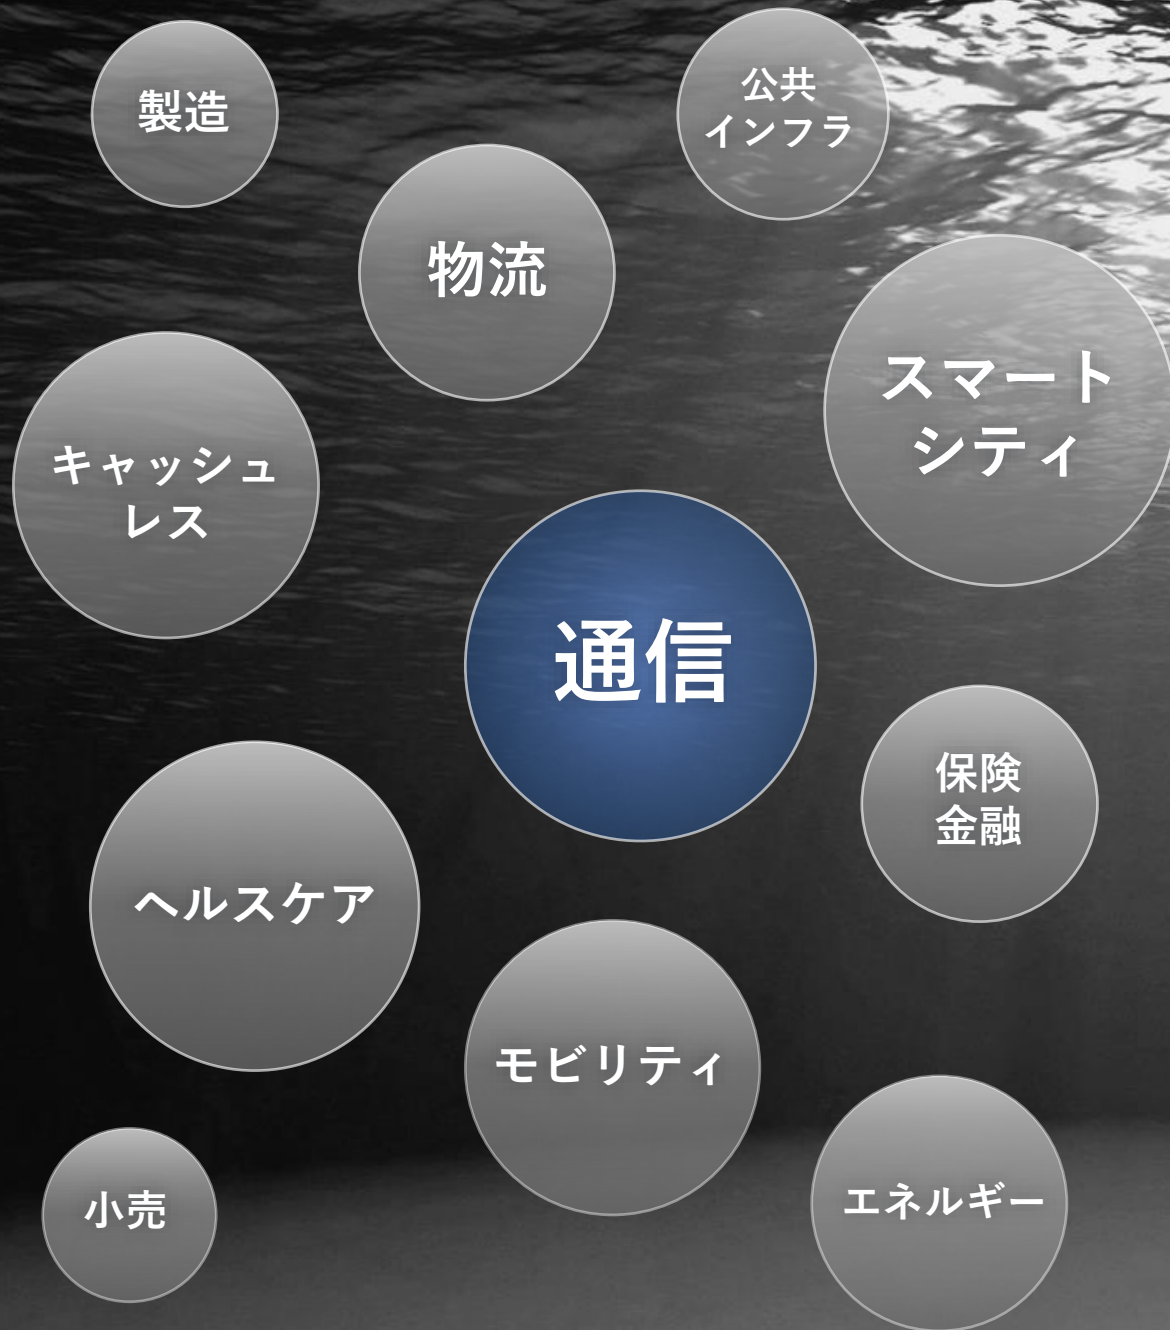 製造
公共
インフラ
物流
スマート
シティ
キャッシュ
レス
通信
保険
金融
ヘルスケア
モビリティ
小売
エネルギー